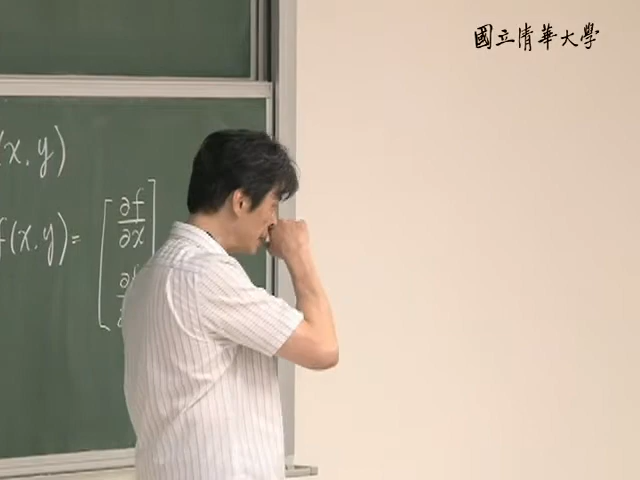 國立清華大學
(x, y)
f(x, y) = [ ∂f/∂x